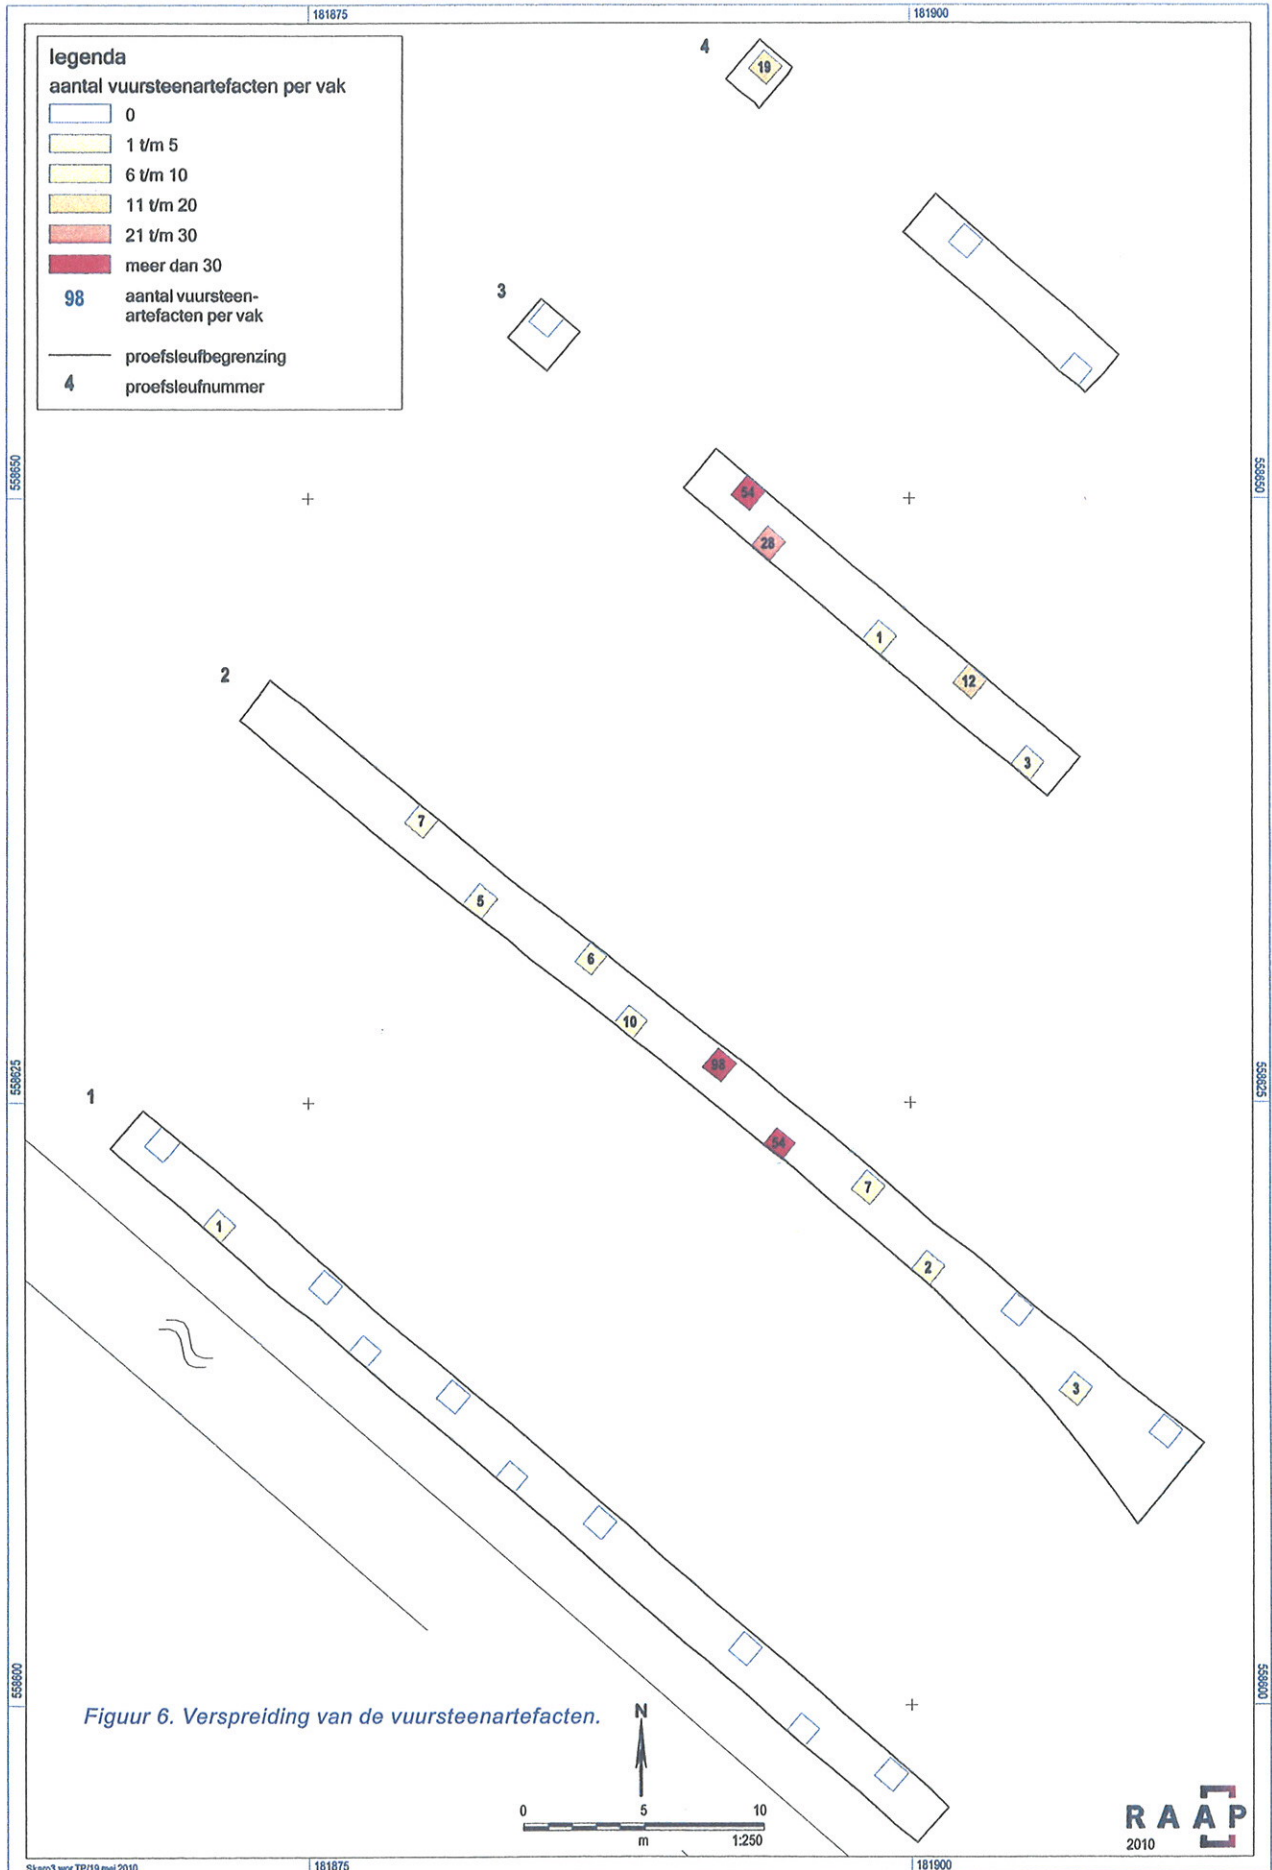 181875
181900
legenda
aantal vuursteenartefacten per vak
0
1 t/m 5
6 t/m 10
11 t/m 20
21 t/m 30
meer dan 30
98 aantal vuursteen-
artefacten per vak
proefsleufbegrenzing
4 proefsleufnummer
4
19
3
558650
558650
54
28
1
12
3
2
7
5
6
10
98
54
7
2
3
558625
558625
1
1
558600
558600
Figuur 6. Verspreiding van de vuursteenartefacten.
N
0 5 10
m 1:250
RAAP
2010
181875
181900